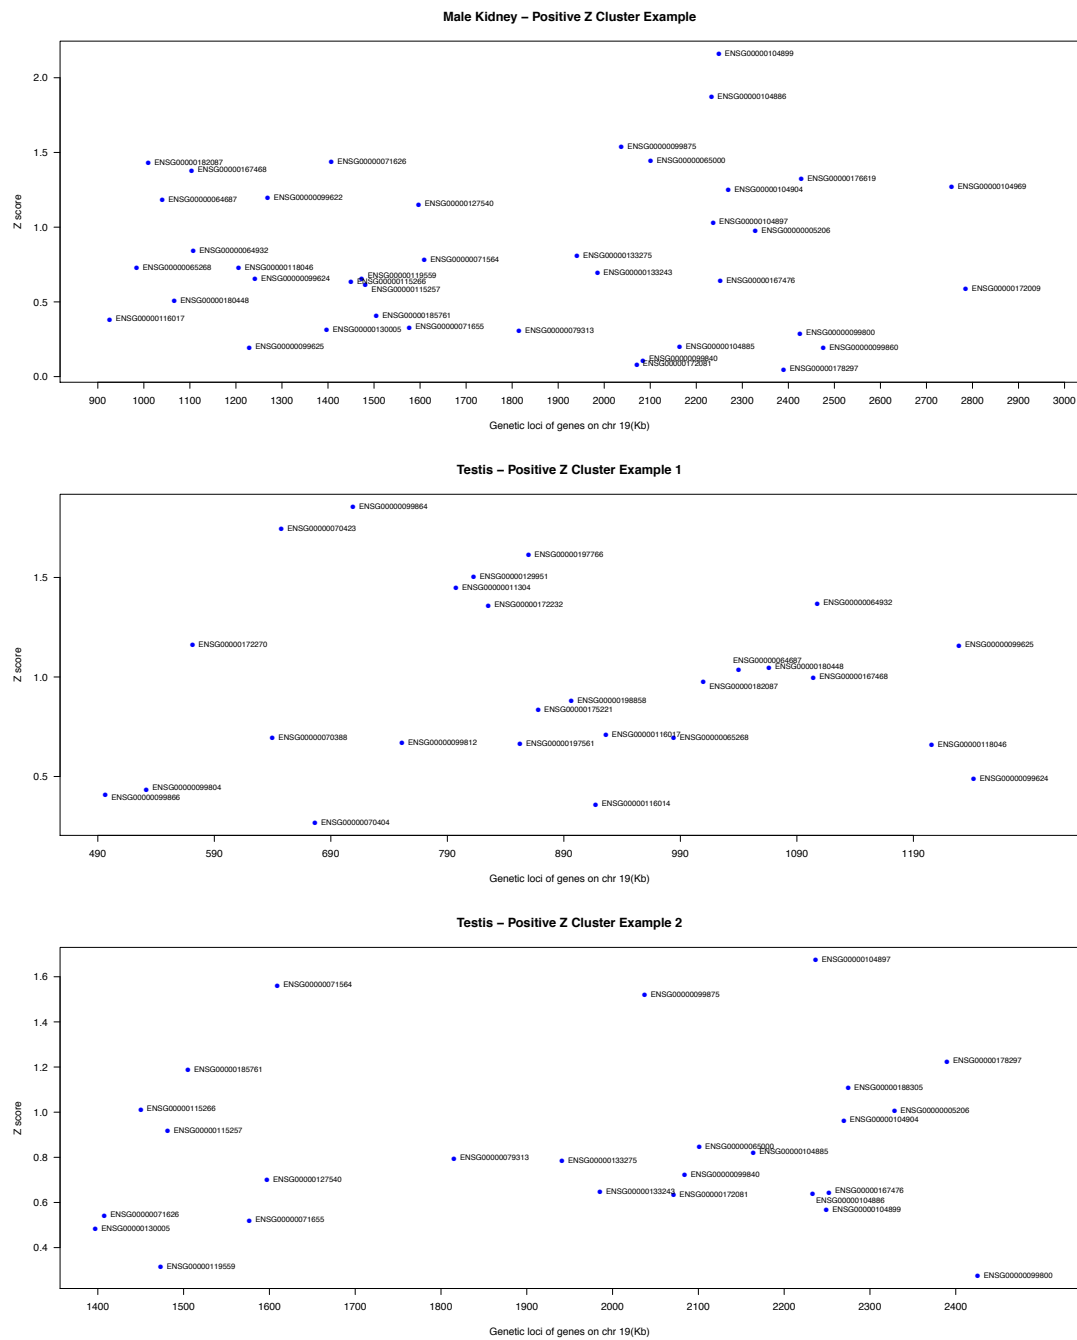 Male Kidney – Positive Z Cluster Example
ENSG00000104899
2.0
ENSG00000104886
ENSG00000099875
1.5
ENSG00000065000
ENSG00000182087
ENSG00000071626
ENSG00000167468
ENSG00000176619
ENSG00000104969
ENSG00000104904
ENSG00000064687
ENSG00000099622
ENSG00000127540
Z score
1.0
ENSG00000104897
ENSG00000005206
ENSG00000064932
ENSG00000133275
ENSG00000071564
ENSG00000065268
ENSG00000118046
ENSG00000133243
ENSG00000119559
ENSG00000099624
ENSG00000115266
ENSG00000167476
ENSG00000115257
ENSG00000172009
0.5
ENSG00000180448
ENSG00000185761
ENSG00000116017
ENSG00000130005
ENSG00000071655
ENSG00000079313
ENSG00000099800
ENSG00000099625
ENSG00000104885
ENSG00000099860
ENSG00000099840
ENSG00000172081
ENSG00000178297
0.0
900 1000 1100 1200 1300 1400 1500 1600 1700 1800 1900 2000 2100 2200 2300 2400 2500 2600 2700 2800 2900 3000
Genetic loci of genes on chr 19(Kb)
Testis – Positive Z Cluster Example 1
ENSG00000099864
ENSG00000070423
ENSG00000197766
1.5
ENSG00000129951
ENSG00000011304
ENSG00000172232
ENSG00000064932
ENSG00000172270
ENSG00000099625
Z score
1.0
ENSG00000064687
ENSG00000180448
ENSG00000167468
ENSG00000182087
ENSG00000198858
ENSG00000175221
ENSG00000070388
ENSG00000099812
ENSG00000197561
ENSG00000116017
ENSG00000065268
ENSG00000118046
0.5
ENSG00000099624
ENSG00000099804
ENSG00000099866
ENSG00000116014
ENSG00000070404
490 590 690 790 890 990 1090 1190
Genetic loci of genes on chr 19(Kb)
Testis – Positive Z Cluster Example 2
ENSG00000104897
1.6
ENSG00000071564
ENSG00000099875
1.4
1.2
ENSG00000178297
ENSG00000185761
ENSG00000188305
Z score
1.0
ENSG00000115266
ENSG00000005206
ENSG00000104904
ENSG00000115257
0.8
ENSG00000065000
ENSG00000104885
ENSG00000079313
ENSG00000133275
ENSG00000127540
ENSG00000099840
0.6
ENSG00000133243
ENSG00000172081
ENSG00000167476
ENSG00000104886
ENSG00000104899
ENSG00000071626
ENSG00000071655
ENSG00000130005
0.4
ENSG00000119559
ENSG00000099800
1400 1500 1600 1700 1800 1900 2000 2100 2200 2300 2400
Genetic loci of genes on chr 19(Kb)